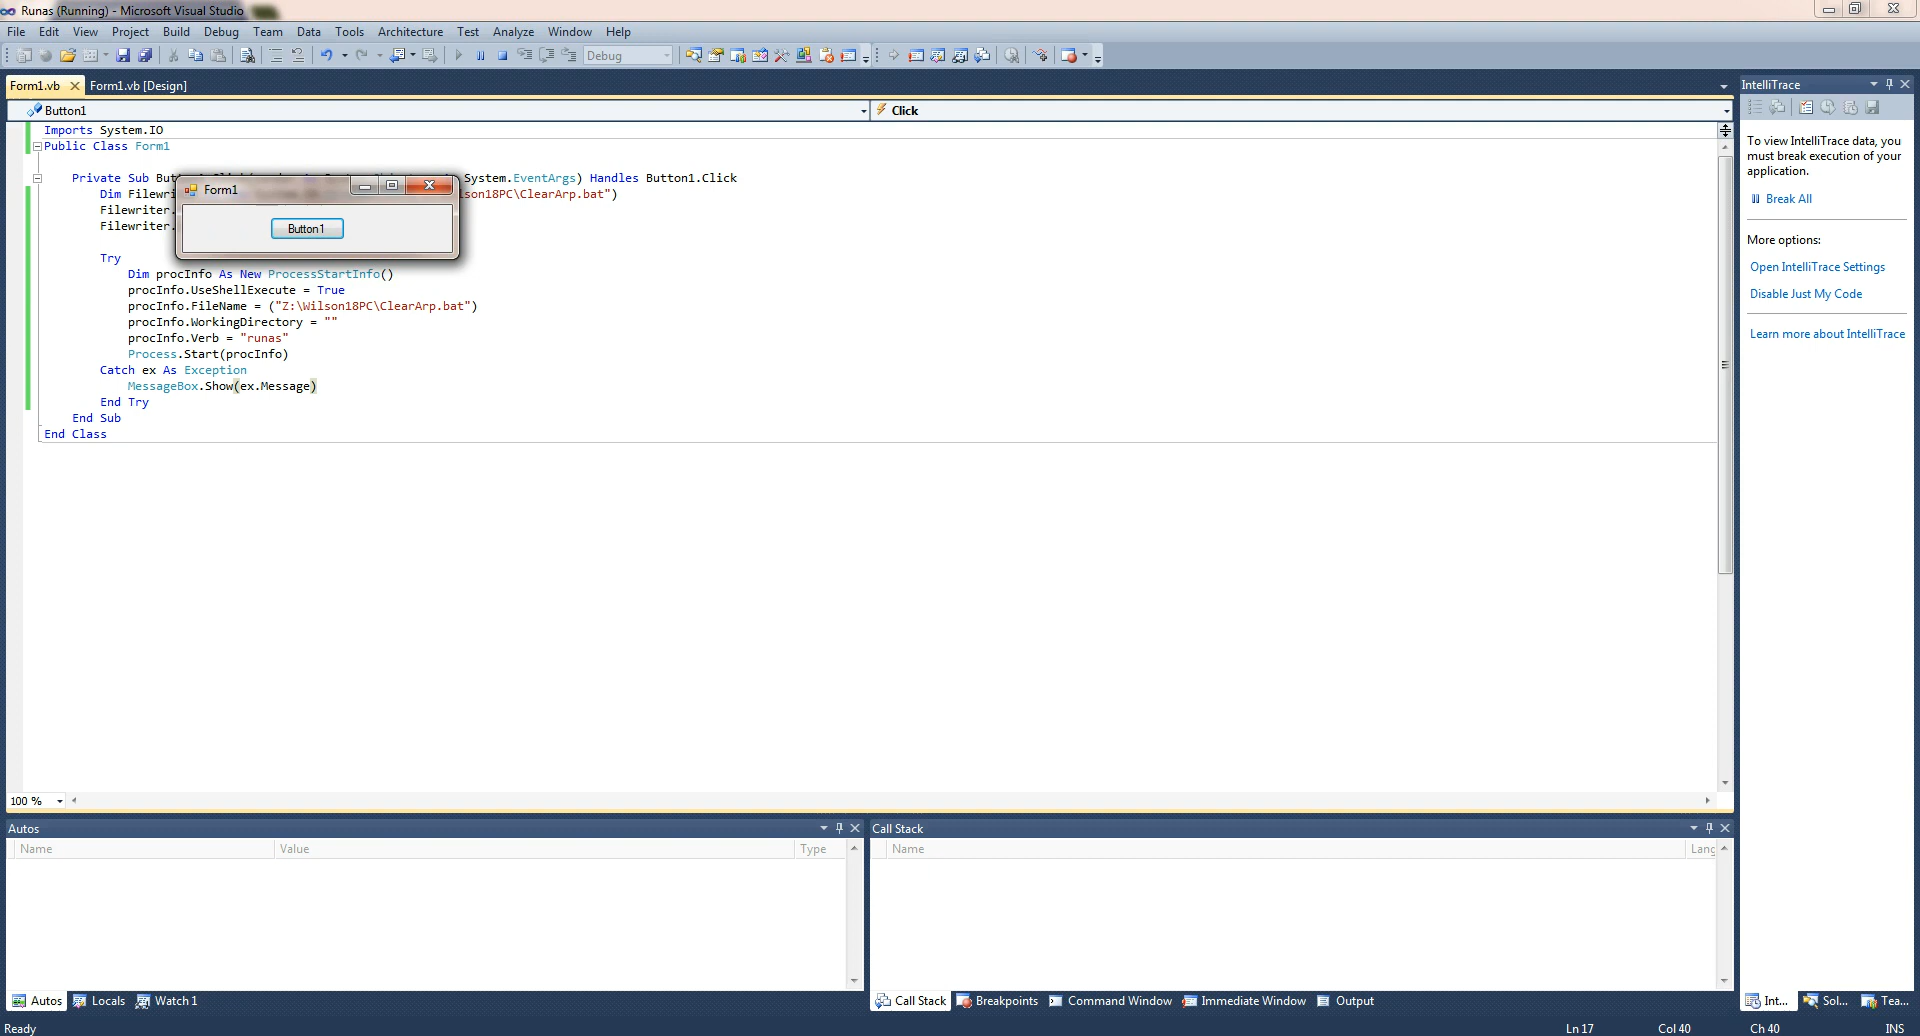 Runas (Running) - Microsoft Visual Studio
File Edit View Project Build Debug Team Data Tools Architecture Test Analyze Window Help
Debug
Form1.vb Form1.vb [Design]
Button1 Click
Imports System.IO
Public Class Form1
Private Sub System.EventArgs) Handles Button1.Click
Dim Filewri lson18PC\ClearArp.bat")
Filewriter.
Filewriter.
Form1
Button1
Try
Dim procInfo As New ProcessStartInfo()
procInfo.UseShellExecute = True
procInfo.FileName = ("Z:\Wilson18PC\ClearArp.bat")
procInfo.WorkingDirectory = ""
procInfo.Verb = "runas"
Process.Start(procInfo)
Catch ex As Exception
MessageBox.Show(ex.Message)
End Try
End Sub
End Class
100 %
IntelliTrace
To view IntelliTrace data, you
must break execution of your
application.
Break All
More options:
Open IntelliTrace Settings
Disable Just My Code
Learn more about IntelliTrace
Autos
Name Value Type
Call Stack
Name Lang
Autos Locals Watch 1
Call Stack Breakpoints Command Window Immediate Window Output
Int... Sol... Tea...
Ready Ln 17 Col 40 Ch 40 INS